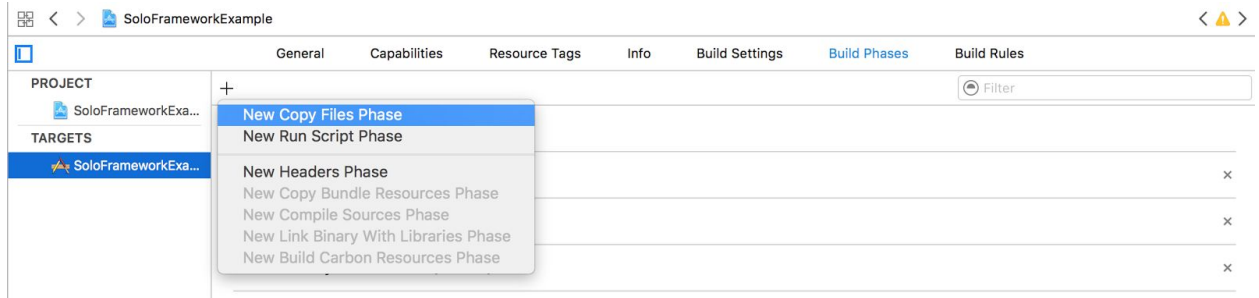 SoloFrameworkExample
General Capabilities Resource Tags Info Build Settings Build Phases Build Rules
PROJECT
+
Filter
SoloFrameworkExa...
New Copy Files Phase
New Run Script Phase
TARGETS
SoloFrameworkExa...
New Headers Phase
New Copy Bundle Resources Phase
New Compile Sources Phase
New Link Binary With Libraries Phase
New Build Carbon Resources Phase